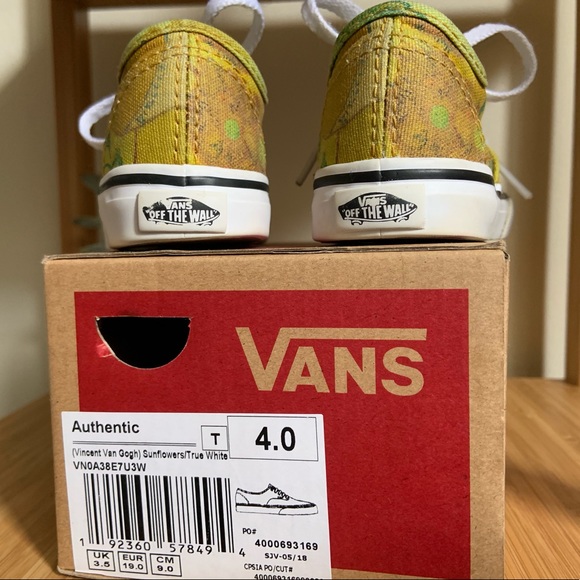 VANS
"OFF THE WALL"
VANS
"OFF THE WALL"
VANS
Authentic
T
4.0
(Vincent Van Gogh) Sunflowers/True White
VN0A38E7U3W
1 92360 57849 4
PO#
4000693169
SJV-05/18
CPSIA PO/CUT#
UK 3.5
EUR 19.0
CM 9.0